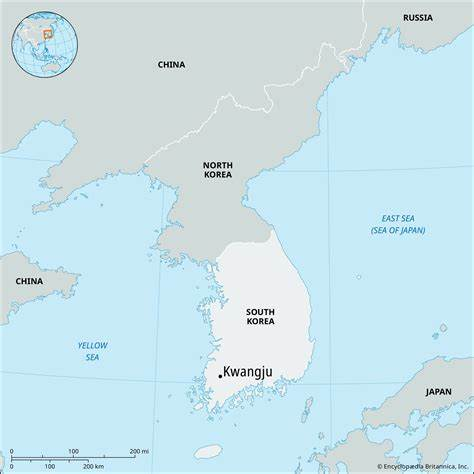 RUSSIA
CHINA
NORTH
KOREA
EAST SEA
(SEA OF JAPAN)
CHINA
SOUTH
KOREA
YELLOW
SEA
Kwangju
JAPAN
0 100 200 mi
0 100 200 km
© Encyclopædia Britannica, Inc.